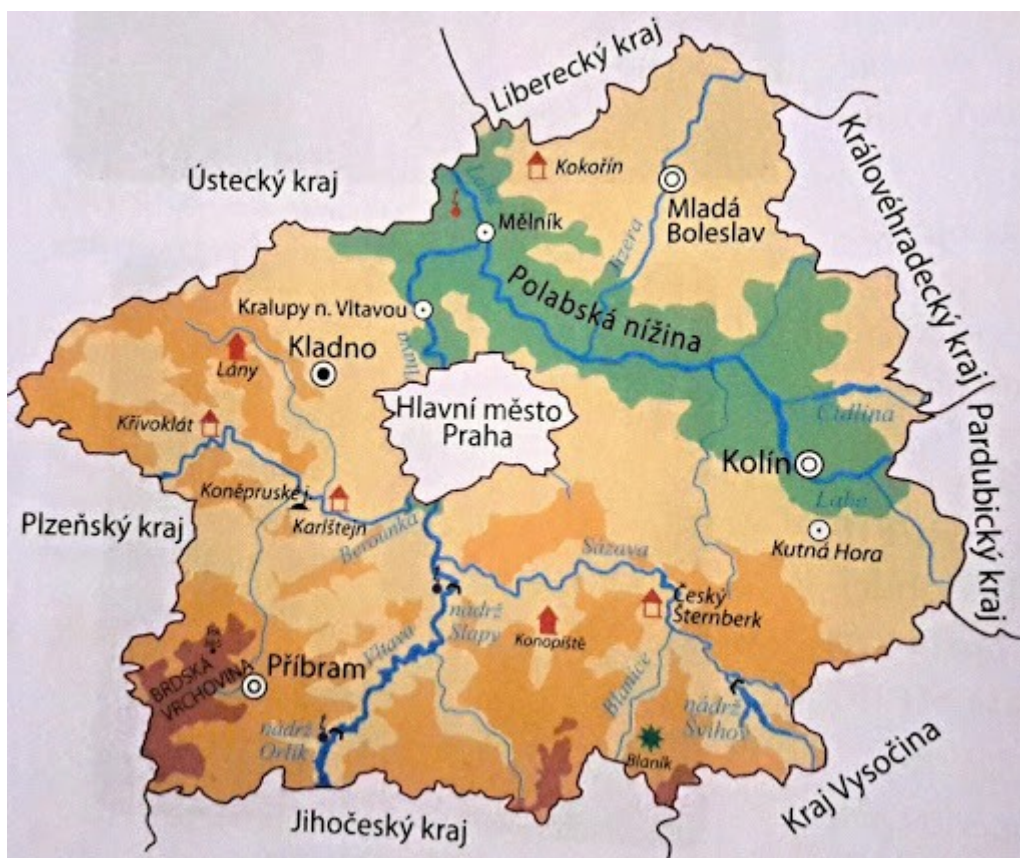 Liberecký kraj
Ústecký kraj
Královéhradecký kraj
Labe
Kokořín
Mělník
Mladá
Boleslav
Jizera
Polabská nížina
Kralupy n. Vltavou
Kladno
Lány
Vltava
Hlavní město
Praha
Křivoklát
Cidlina
Pardubický kraj
Kolín
Koněpruské j.
Karlštejn
Labe
Plzeňský kraj
Berounka
Kutná Hora
Sázava
Český
Šternberk
nádrž
Slapy
Konopiště
Vltava
Příbram
BRDSKÁ
VRCHOVINA
Blanice
nádrž
Švihov
nádrž
Orlík
Blaník
Kraj Vysočina
Jihočeský kraj